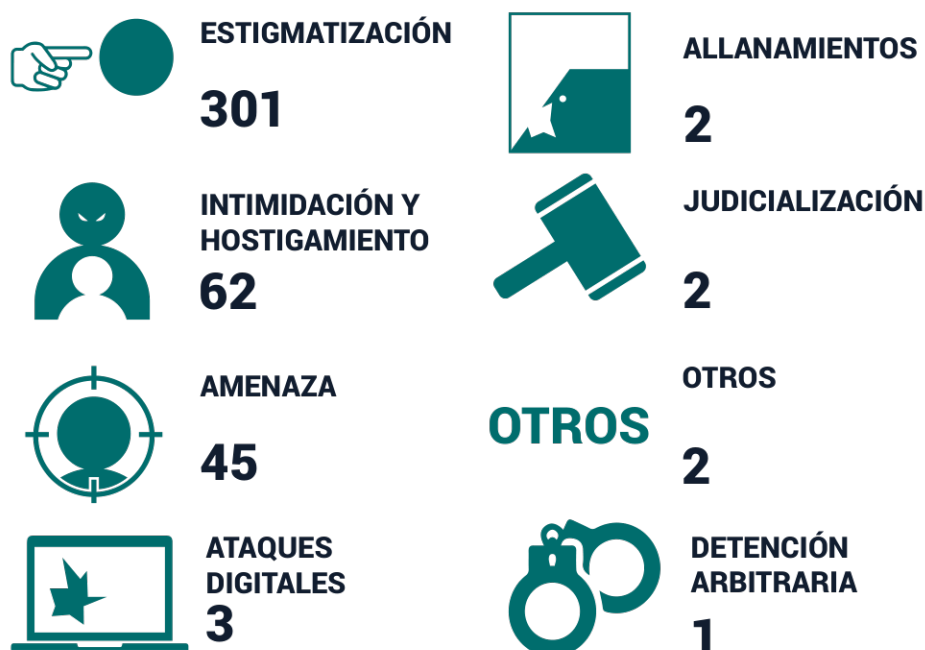 ESTIGMATIZACIÓN
301
INTIMIDACIÓN Y
HOSTIGAMIENTO
62
AMENAZA
45
ATAQUES
DIGITALES
3
ALLANAMIENTOS
2
JUDICIALIZACIÓN
2
OTROS
OTROS
2
DETENCIÓN
ARBITRARIA
1